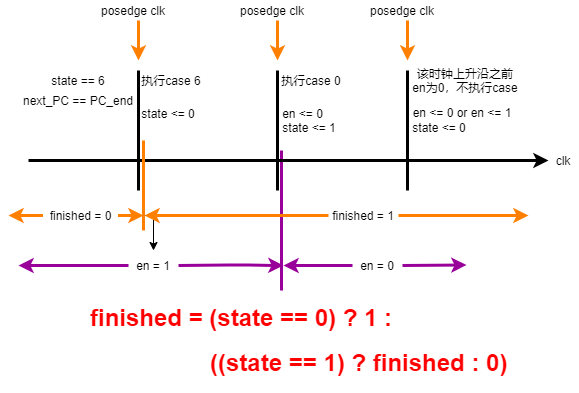 posedge clk posedge clk posedge clk
state == 6
next_PC == PC_end
执行case 6
state <= 0
执行case 0
en <= 0
state <= 1
该时钟上升沿之前
en为0，不执行case
en <= 0 or en <= 1
state <= 0
clk
finished = 0 finished = 1
en = 1 en = 0
finished = (state == 0) ? 1 :
((state == 1) ? finished : 0)